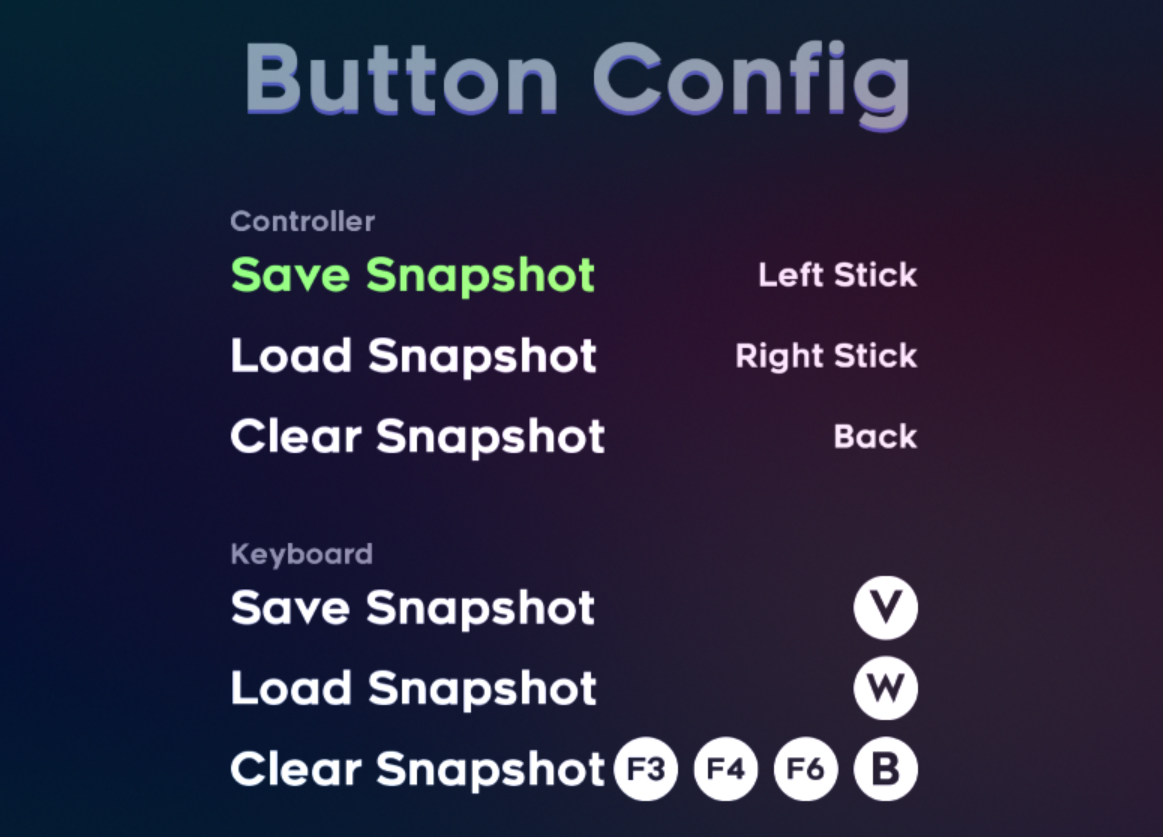 Button Config
Controller
Save Snapshot Left Stick
Load Snapshot Right Stick
Clear Snapshot Back
Keyboard
Save Snapshot V
Load Snapshot W
Clear Snapshot F3 F4 F6 B